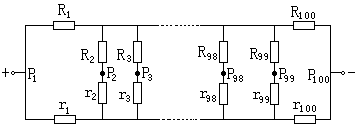 R1 R100
R2 R3 R98 R99
+ P1 P2 P3 P98 P99 P100 −
r2 r3 r98 r99
r1 r100